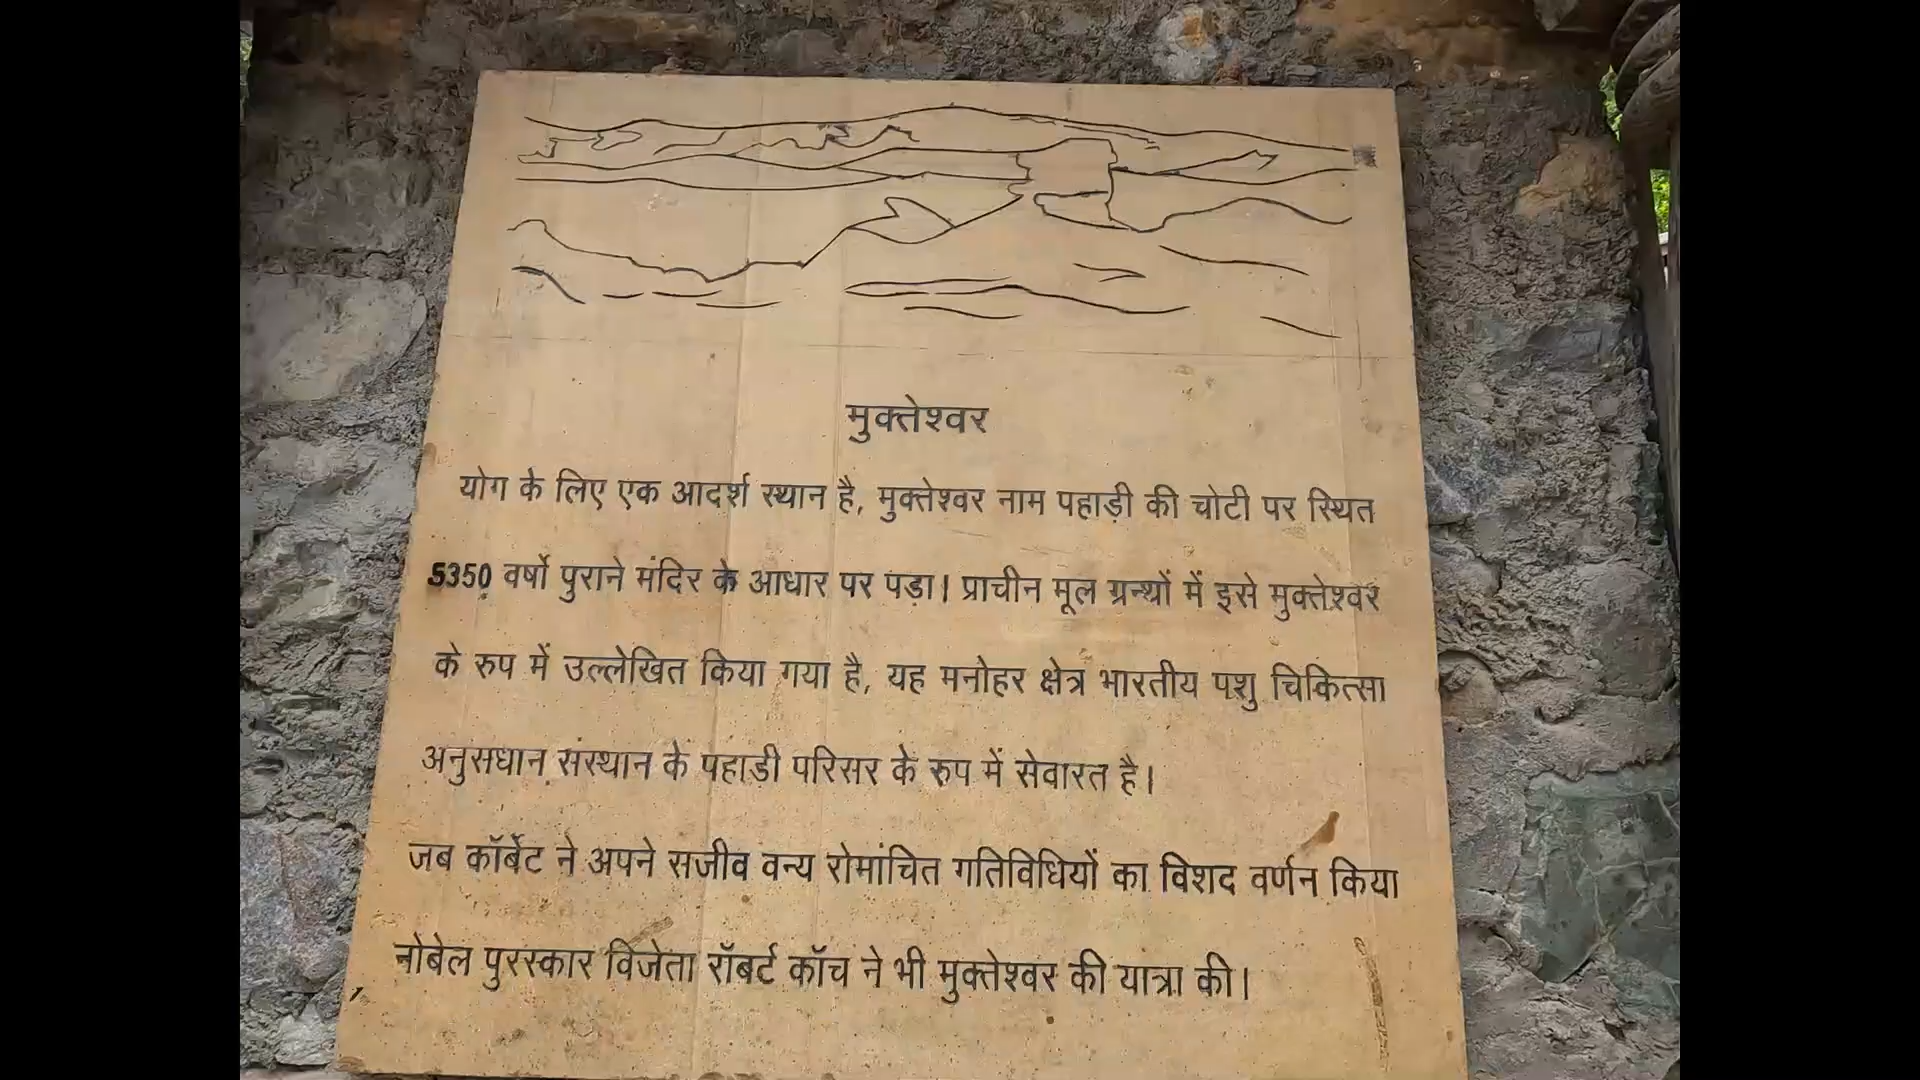 मुक्तेश्वर
योग के लिए एक आदर्श स्थान है, मुक्तेश्वर नाम पहाड़ी की चोटी पर स्थित
5350 वर्षो पुराने मंदिर के आधार पर पड़ा। प्राचीन मूल ग्रन्थों में इसे मुक्तेश्वर
के रुप में उल्लेखित किया गया है, यह मनोहर क्षेत्र भारतीय पशु चिकित्सा
अनुसधान संस्थान के पहाड़ी परिसर के रुप में सेवारत है।
जब कॉर्बेट ने अपने सजीव वन्य रोमांचित गतिविधियों का विशद वर्णन किया
नोबेल पुरस्कार विजेता रॉबर्ट कॉच ने भी मुक्तेश्वर की यात्रा की।